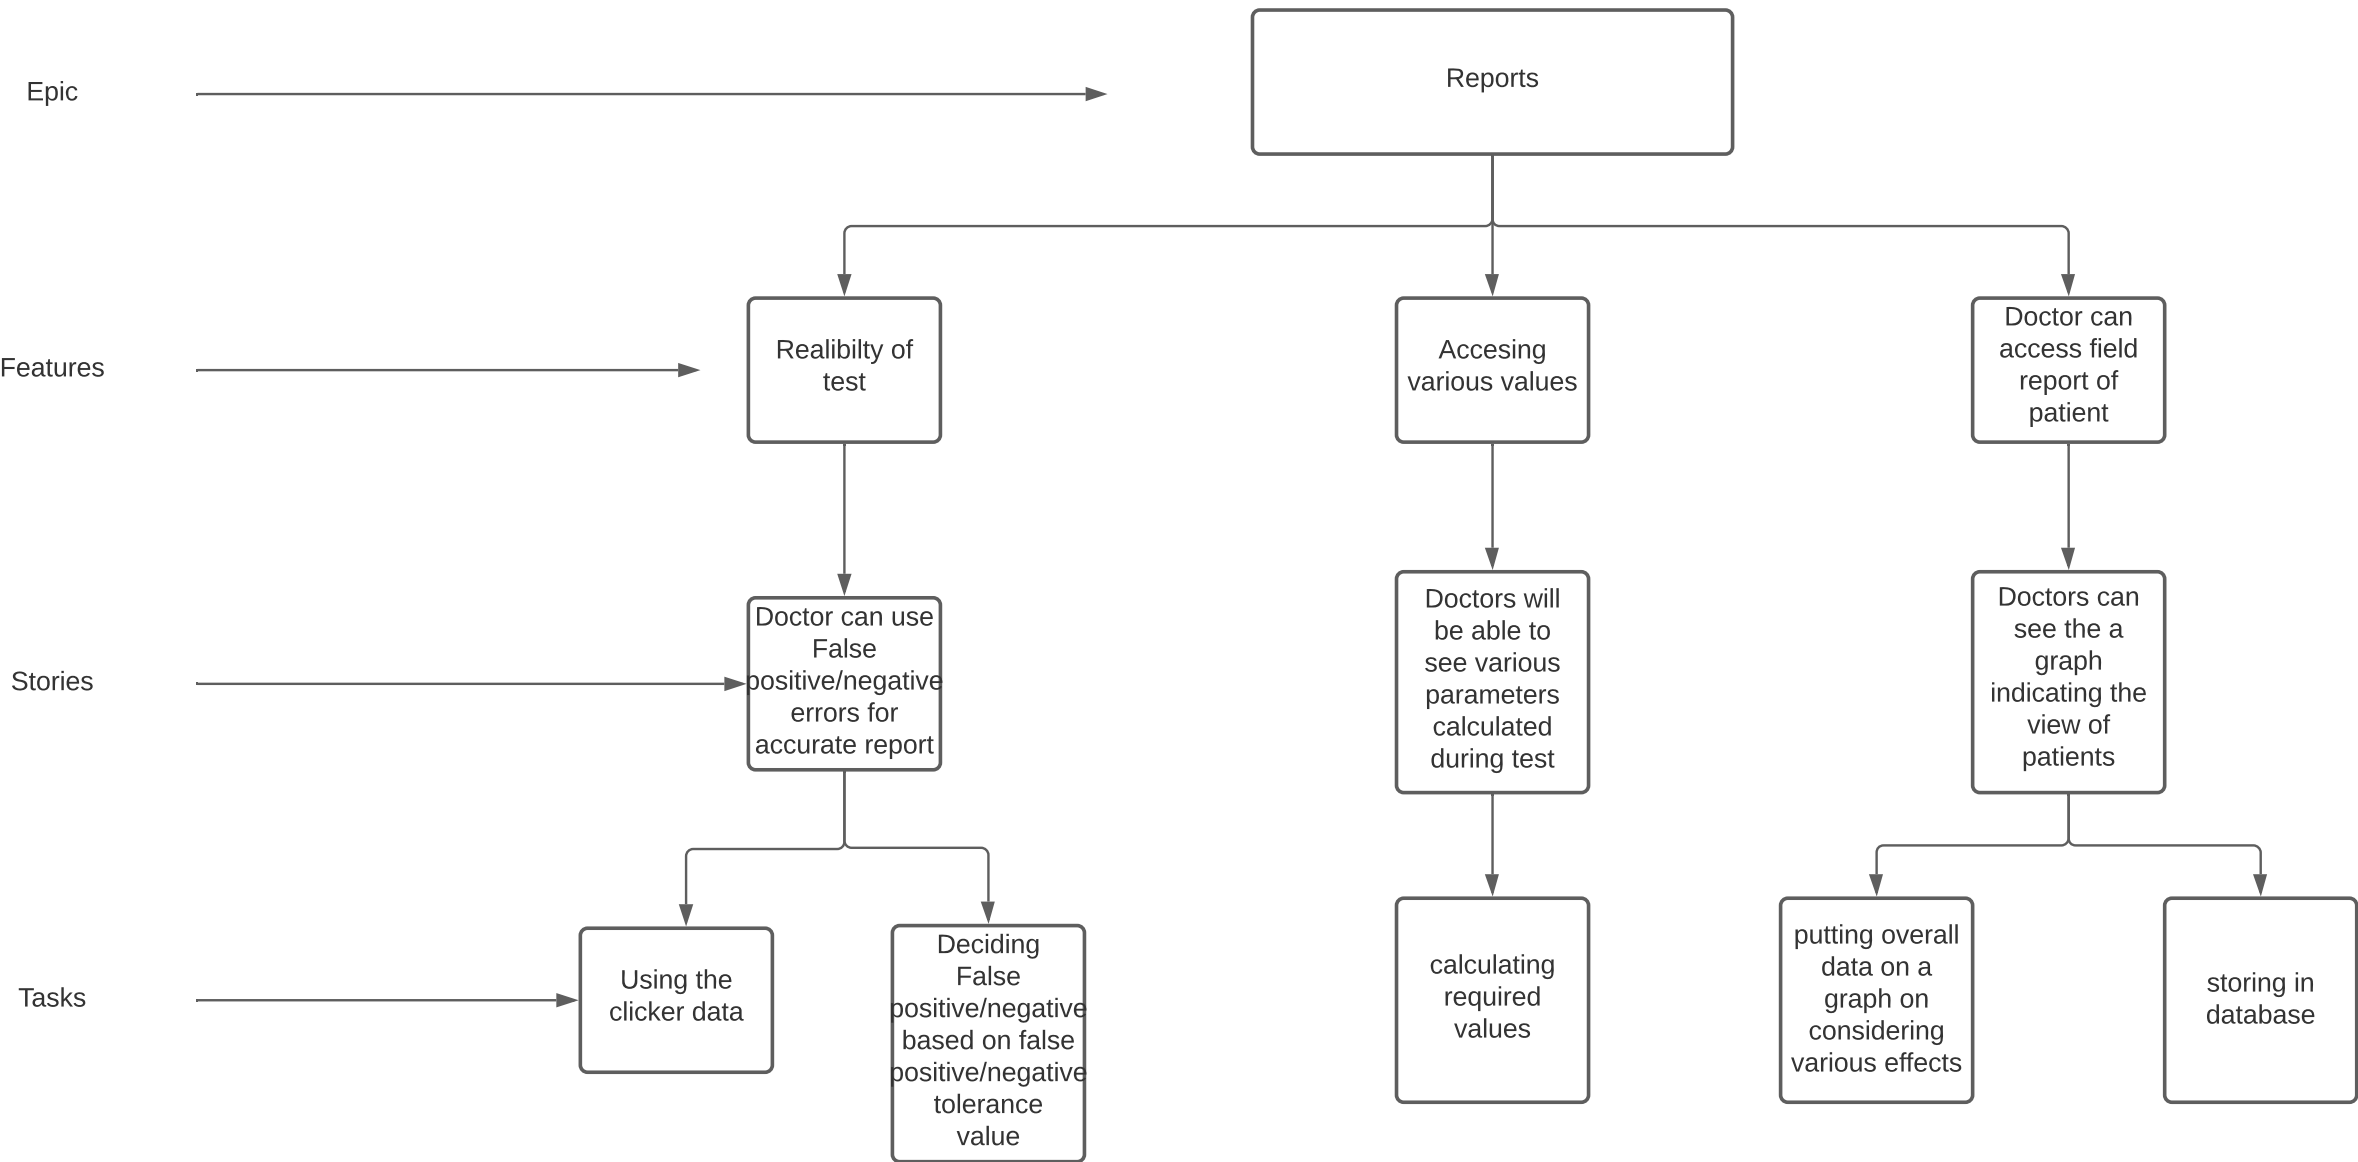 Epic
Reports
Features
Realibilty of
test
Accesing
various values
Doctor can
access field
report of
patient
Stories
Doctor can use
False
positive/negative
errors for
accurate report
Doctors will
be able to
see various
parameters
calculated
during test
Doctors can
see the a
graph
indicating the
view of
patients
Tasks
Using the
clicker data
Deciding
False
positive/negative
based on false
positive/negative
tolerance
value
calculating
required
values
putting overall
data on a
graph on
considering
various effects
storing in
database